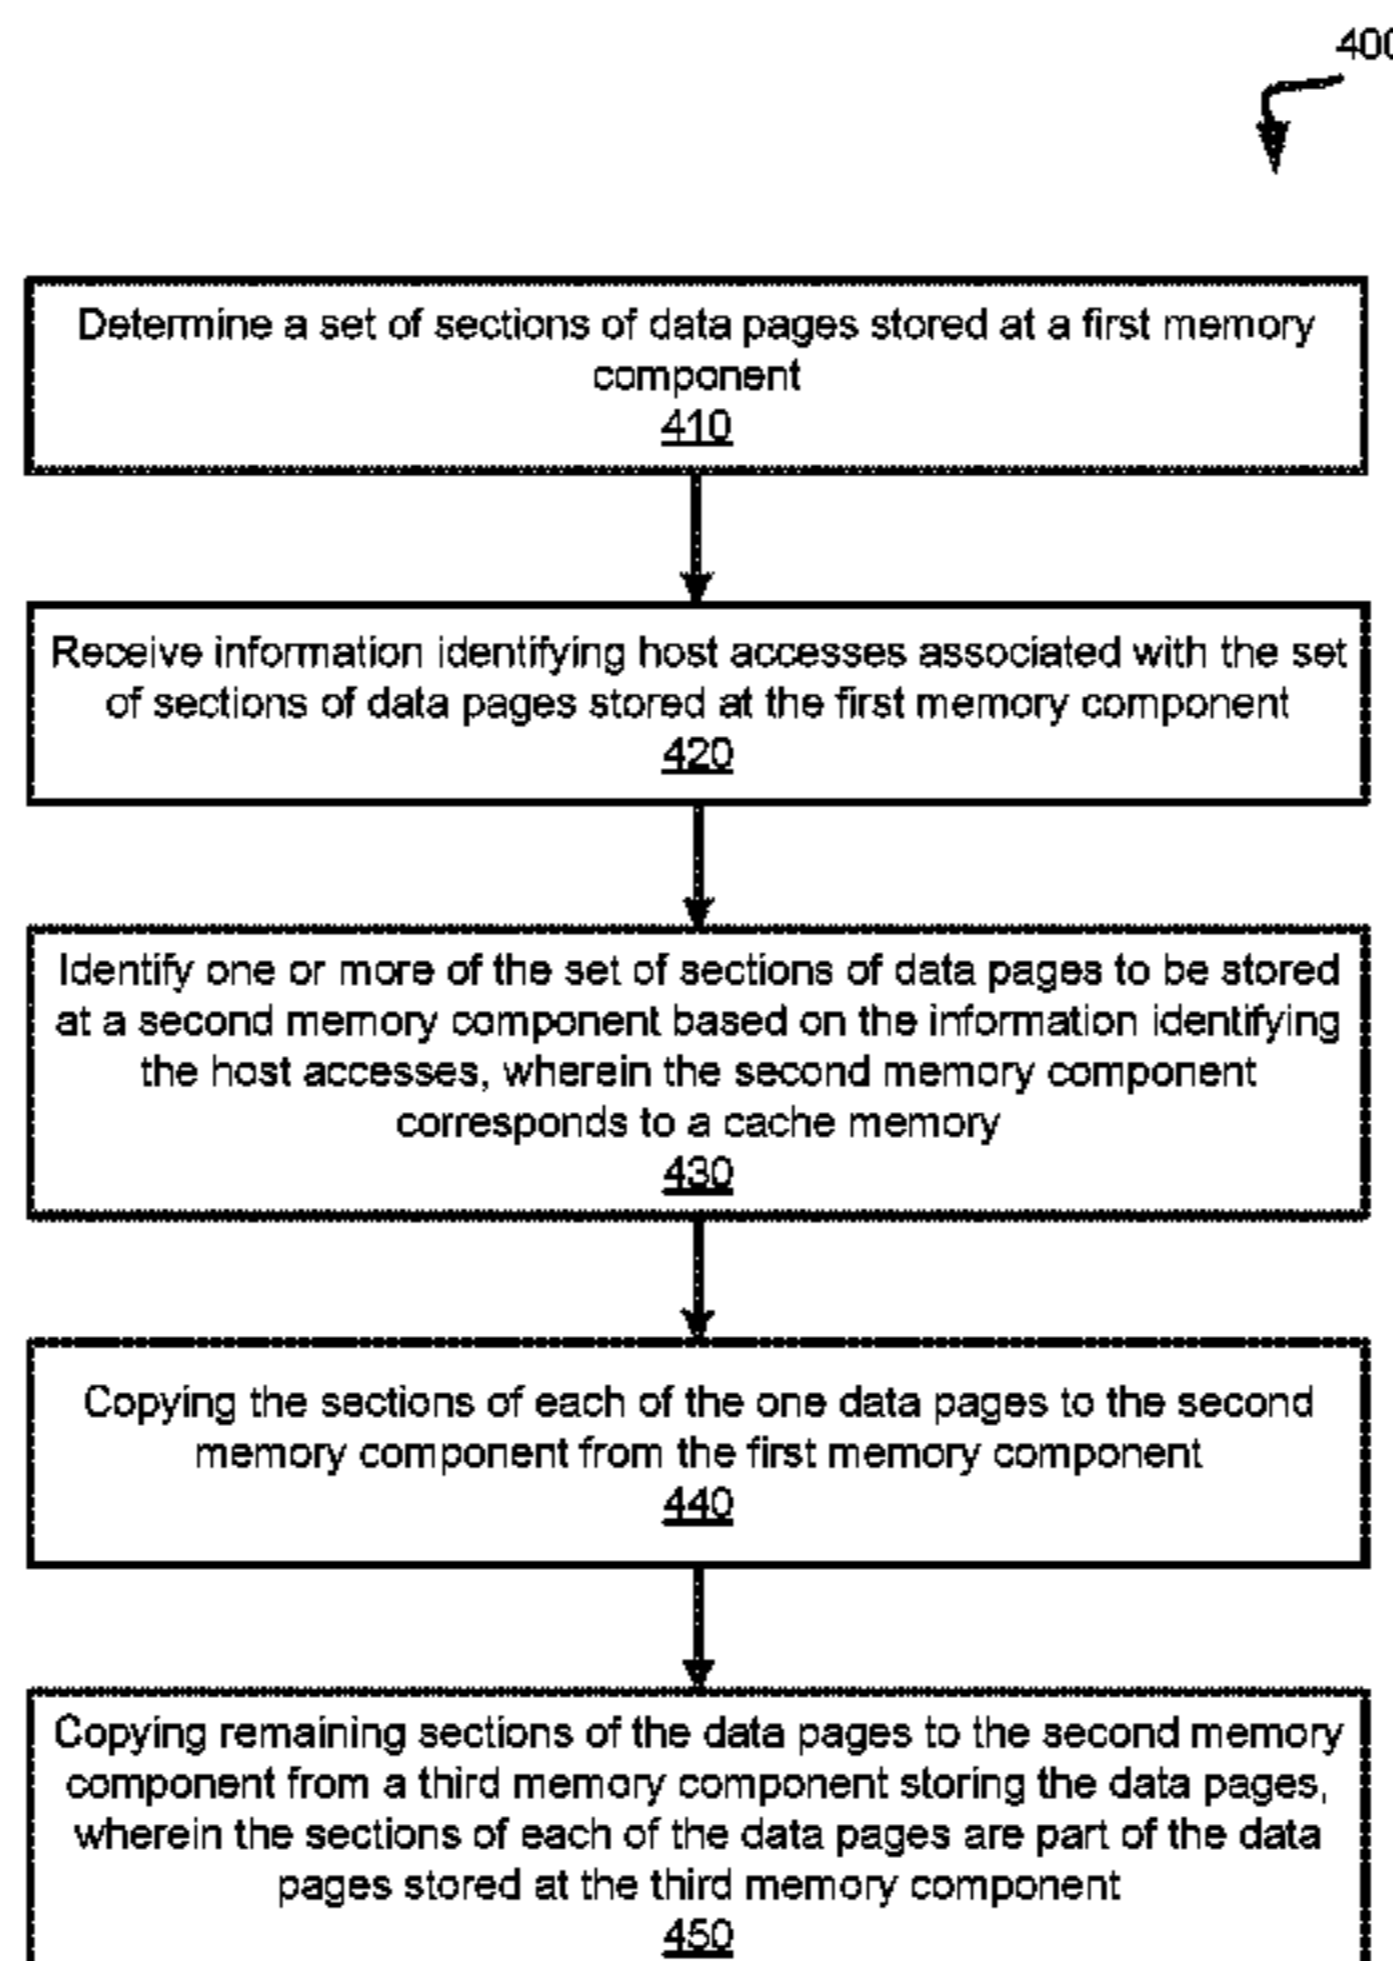 400
Determine a set of sections of data pages stored at a first memory
component
410
Receive information identifying host accesses associated with the set
of sections of data pages stored at the first memory component
420
Identify one or more of the set of sections of data pages to be stored
at a second memory component based on the information identifying
the host accesses, wherein the second memory component
corresponds to a cache memory
430
Copying the sections of each of the one data pages to the second
memory component from the first memory component
440
Copying remaining sections of the data pages to the second memory
component from a third memory component storing the data pages,
wherein the sections of each of the data pages are part of the data
pages stored at the third memory component
450